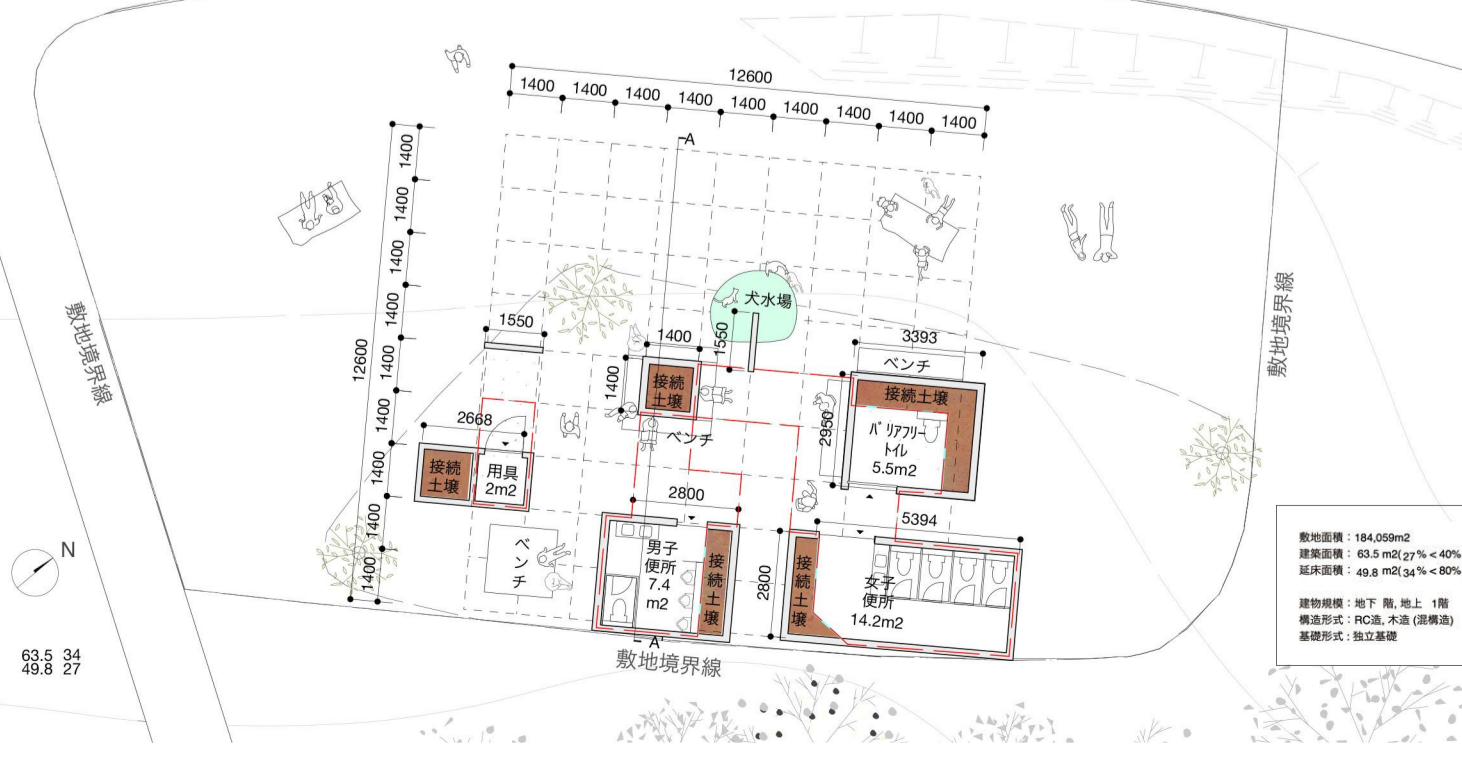 12600
1400 1400 1400 1400 1400 1400 1400 1400 1400
A
12600
1400
1400
1400
1400
1400
1400
1400
1400
1400
敷地境界線
敷地境界線
犬水場
1550
1400
1550
3393
ベンチ
1400
接続
土壌
接続土壌
2668
ベンチ
2950
バリアフリー
トイレ
5.5m2
接続
土壌
用具
2m2
2800
5394
ベンチ
男子
便所
7.4
m2
接続土壌
2800
接続土壌
女子
便所
14.2m2
A'
敷地境界線
N
63.5 34
49.8 27
敷地面積：184,059m2
建築面積： 63.5 m2(27%＜40%
延床面積： 49.8 m2(34%＜80%
建物規模：地下 階, 地上 1階
構造形式：RC造, 木造 (混構造)
基礎形式：独立基礎